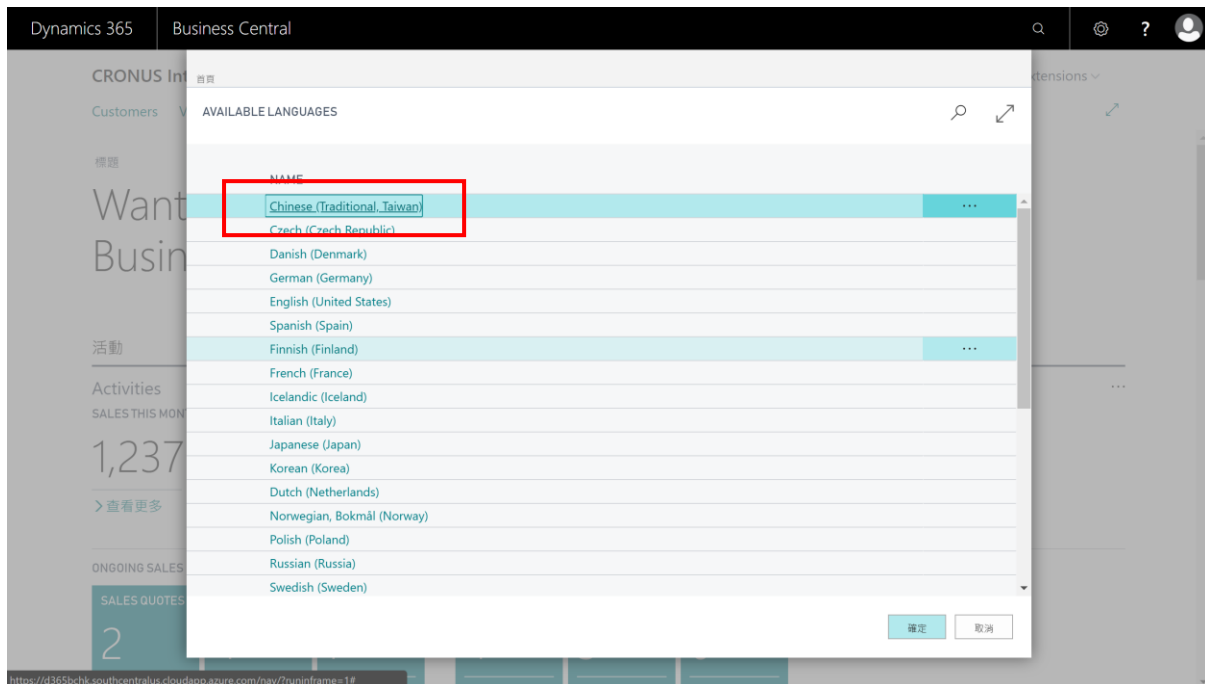 Dynamics 365 Business Central ?
CRONUS Int
首頁
xtensions
Customers V
AVAILABLE LANGUAGES
標題
NAME
Want
Chinese (Traditional, Taiwan)
...
Czech (Czech Republic)
Busin
Danish (Denmark)
German (Germany)
English (United States)
Spanish (Spain)
活動
Finnish (Finland)
...
French (France)
Activities
...
Icelandic (Iceland)
SALES THIS MON
Italian (Italy)
1,237
Japanese (Japan)
Korean (Korea)
Dutch (Netherlands)
查看更多
Norwegian, Bokmål (Norway)
Polish (Poland)
ONGOING SALES
Russian (Russia)
Swedish (Sweden)
SALES QUOTES
2
確定 取消
https://d365bchk.southcentralus.cloudapp.azure.com/nav/?runinframe=1#